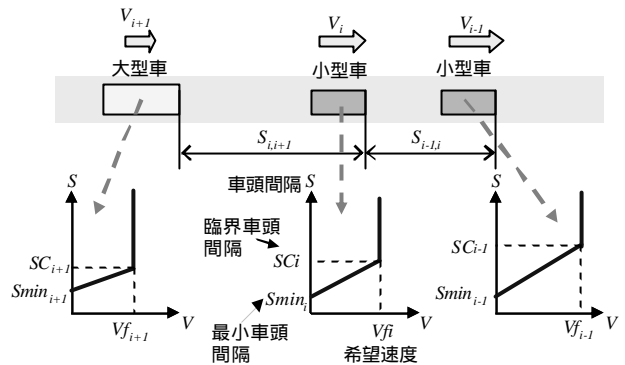 V_{i+1}
V_i
V_{i-1}
大型車
小型車
小型車
S_{i,i+1}
S_{i-1,i}
車頭間隔
S
S
S
臨界車頭
間隔
SC_{i+1}
SCi
SC_{i-1}
Smin_{i+1}
Smin_i
Smin_{i-1}
V
V
V
Vf_{i+1}
Vfi
Vf_{i-1}
最小車頭
間隔
希望速度